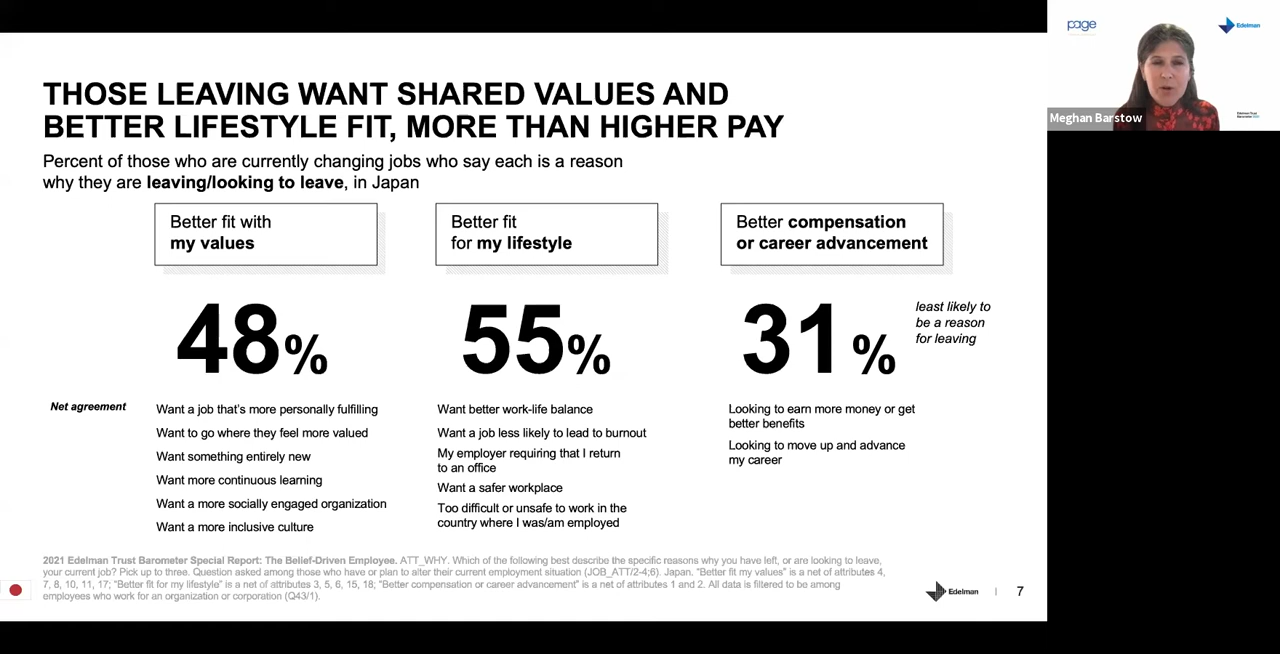 THOSE LEAVING WANT SHARED VALUES AND
BETTER LIFESTYLE FIT, MORE THAN HIGHER PAY
Percent of those who are currently changing jobs who say each is a reason
why they are leaving/looking to leave, in Japan
Better fit with
my values
Better fit
for my lifestyle
Better compensation
or career advancement
48%
55%
31%
least likely to
be a reason
for leaving
Net agreement
Want a job that's more personally fulfilling
Want to go where they feel more valued
Want something entirely new
Want more continuous learning
Want a more socially engaged organization
Want a more inclusive culture
Want better work-life balance
Want a job less likely to lead to burnout
My employer requiring that I return
to an office
Want a safer workplace
Too difficult or unsafe to work in the
country where I was/am employed
Looking to earn more money or get
better benefits
Looking to move up and advance
my career
2021 Edelman Trust Barometer Special Report: The Belief-Driven Employee. ATT_WHY. Which of the following best describe the specific reasons why you have left, or are looking to leave,
your current job? Pick up to three. Question asked among those who have or plan to alter their current employment situation (JOB_ATT/2-4;6). Japan. "Better fit my values" is a net of attributes 4,
7, 8, 10, 11, 17; "Better fit for my lifestyle" is a net of attributes 3, 5, 6, 15, 18; "Better compensation or career advancement" is a net of attributes 1 and 2. All data is filtered to be among
employees who work for an organization or corporation (Q43/1).
Edelman
7
page
Edelman
Edelman Trust
Barometer
Meghan Barstow